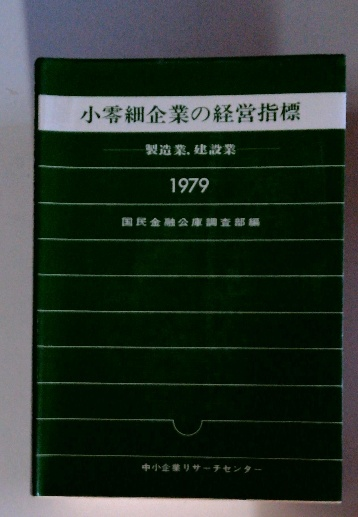 小零細企業の経営指標
製造業,建設業
1979
国民金融公庫調査部編
中小企業リサーチセンター